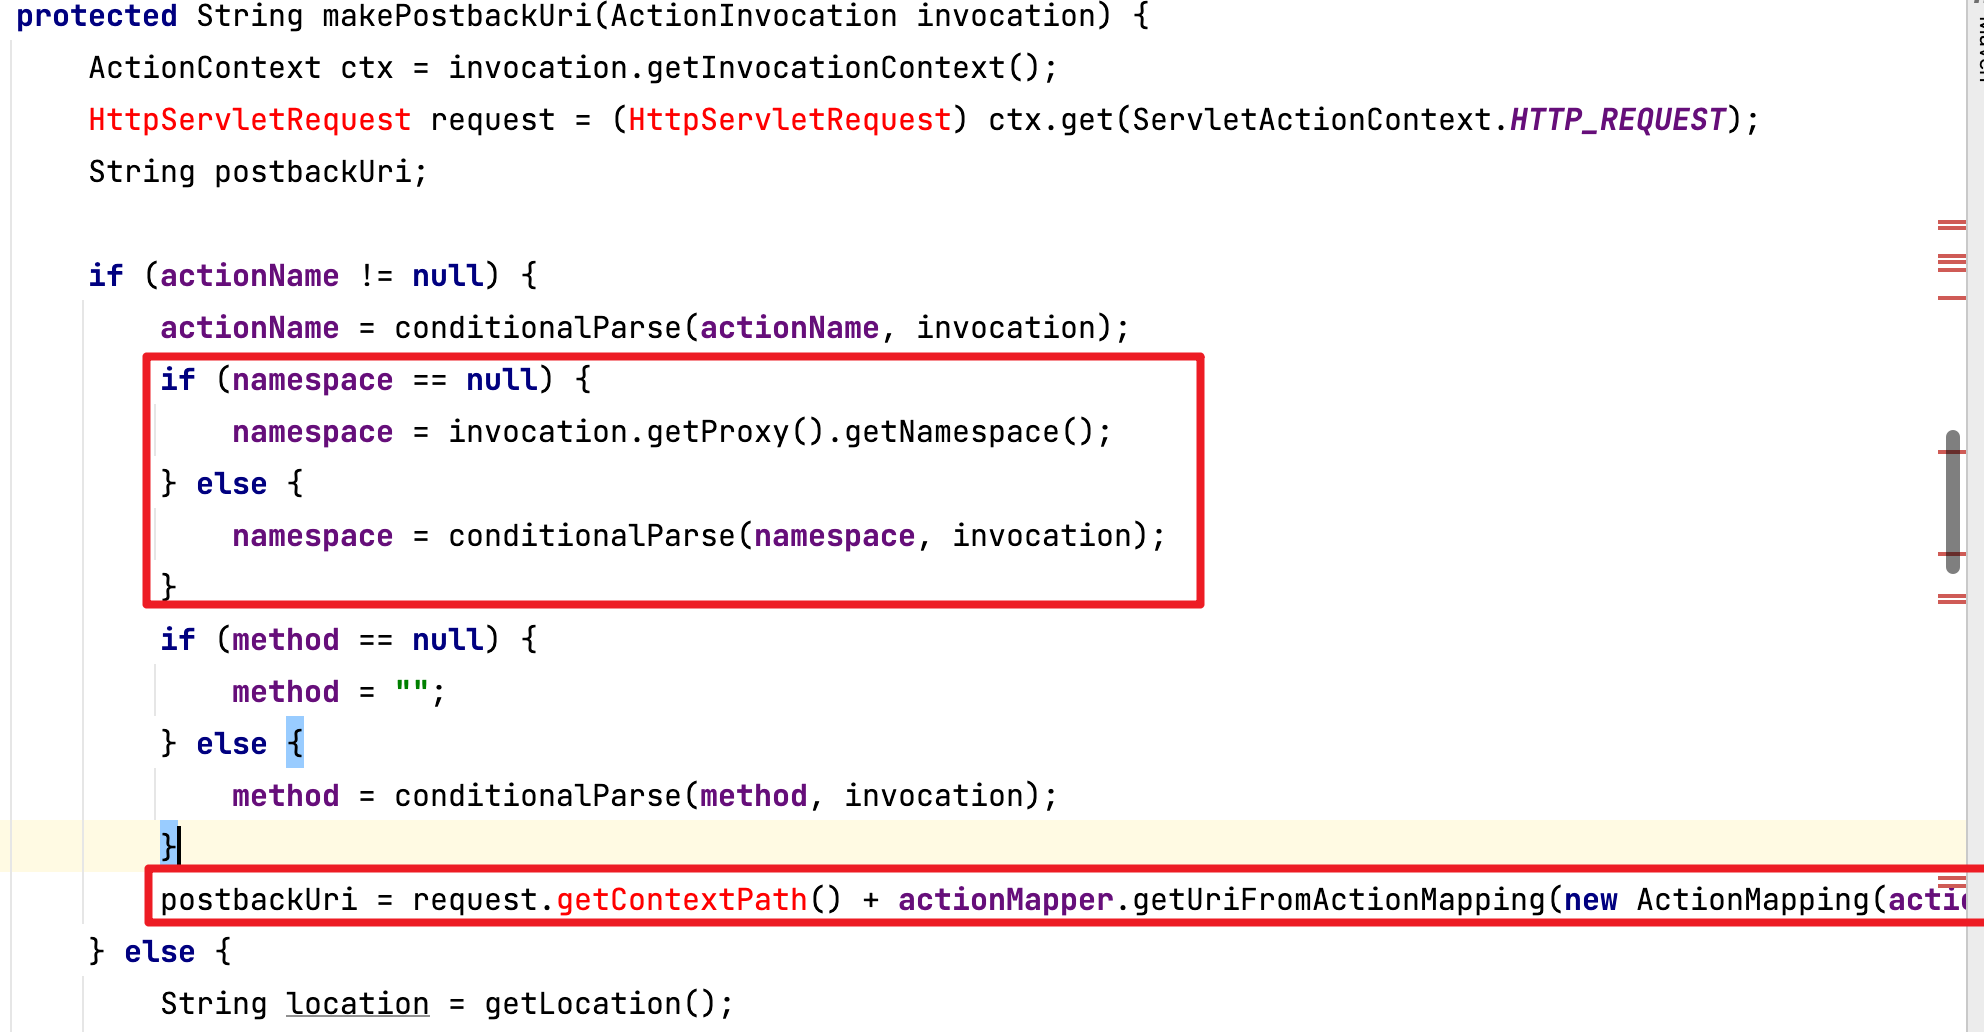 protected String makePostbackUri(ActionInvocation invocation) {
    ActionContext ctx = invocation.getInvocationContext();
    HttpServletRequest request = (HttpServletRequest) ctx.get(ServletActionContext.HTTP_REQUEST);
    String postbackUri;

    if (actionName != null) {
        actionName = conditionalParse(actionName, invocation);
        if (namespace == null) {
            namespace = invocation.getProxy().getNamespace();
        } else {
            namespace = conditionalParse(namespace, invocation);
        }
        if (method == null) {
            method = "";
        } else {
            method = conditionalParse(method, invocation);
        }
        postbackUri = request.getContextPath() + actionMapper.getUriFromActionMapping(new ActionMapping(
    } else {
        String location = getLocation();